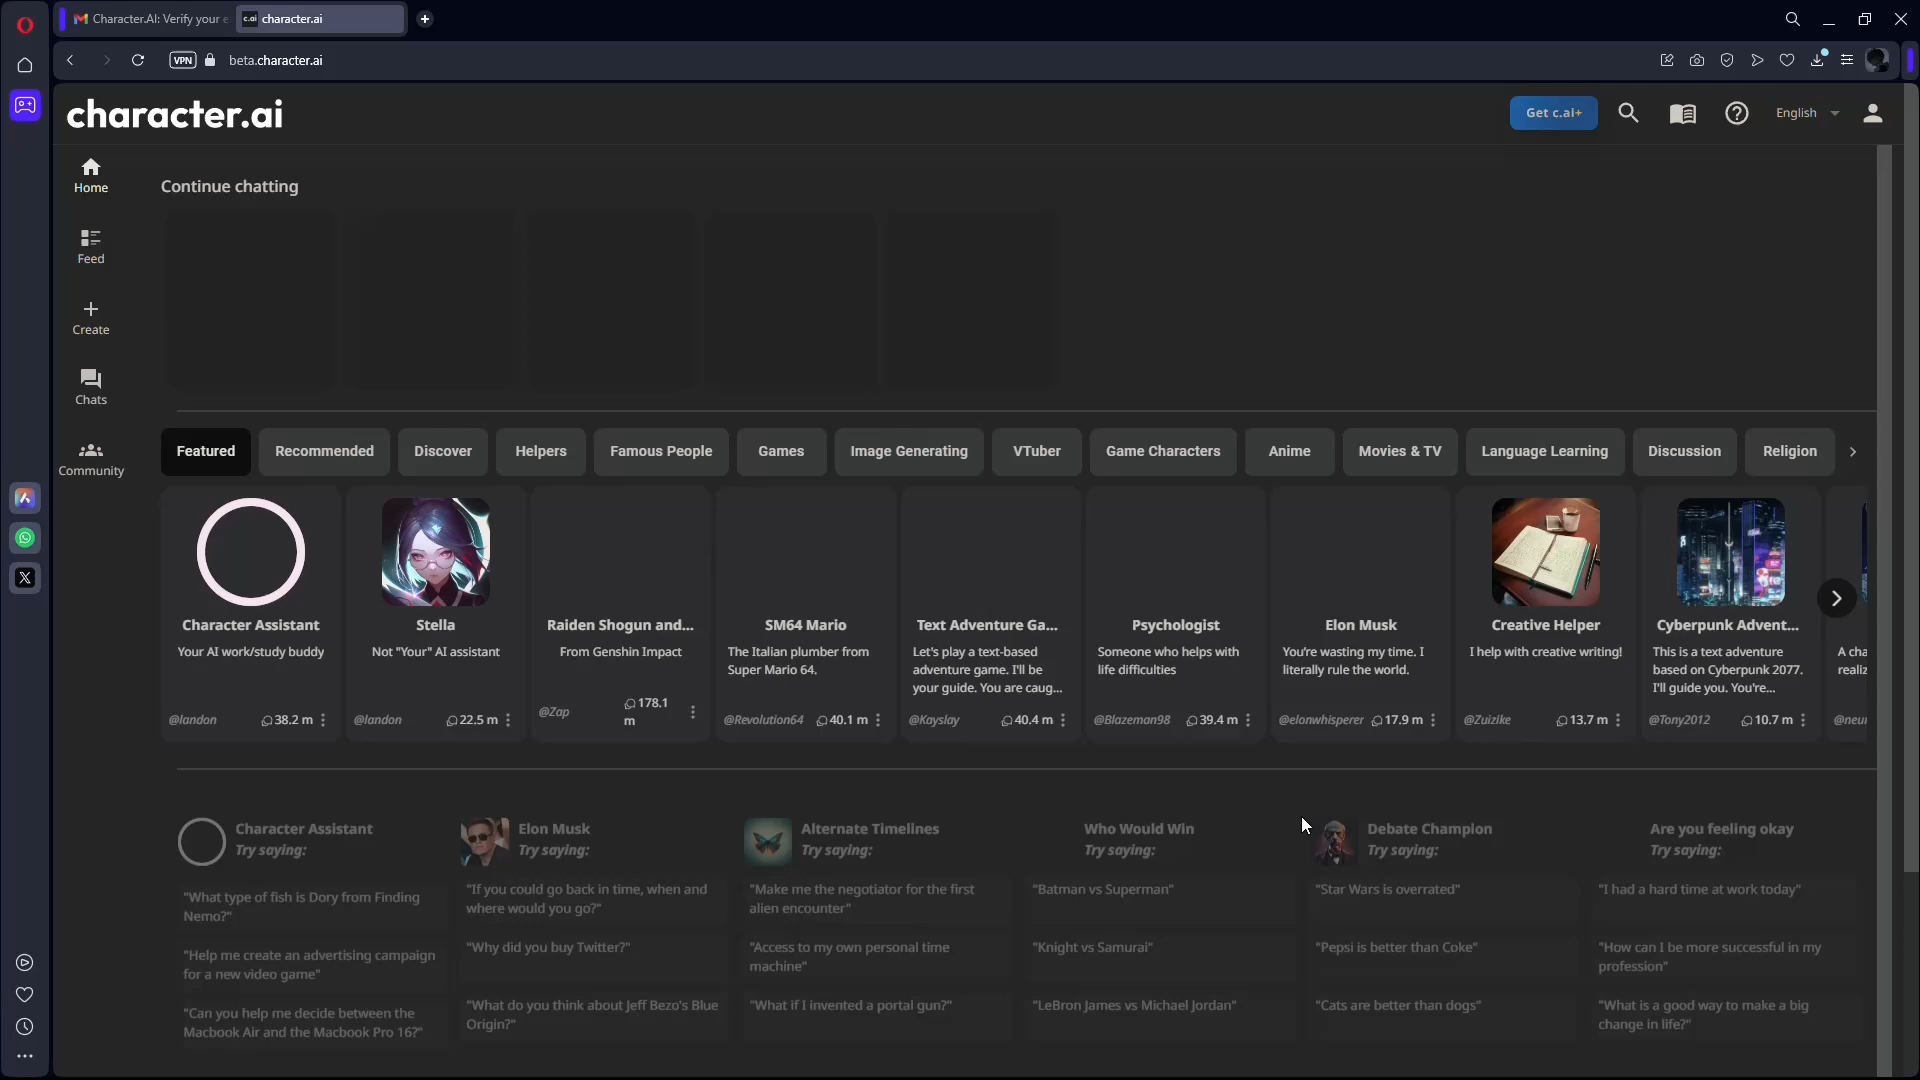 Character.AI: Verify your e
c.ai character.ai
VPN beta.character.ai
character.ai
Get c.ai+
English
Home
Feed
Create
Chats
Community
Continue chatting
Featured
Recommended
Discover
Helpers
Famous People
Games
Image Generating
VTuber
Game Characters
Anime
Movies & TV
Language Learning
Discussion
Religion
Character Assistant
Your AI work/study buddy
@landon 38.2 m
Stella
Not "Your" AI assistant
@landon 22.5 m
Raiden Shogun and...
From Genshin Impact
@Zap 178.1
m
SM64 Mario
The Italian plumber from
Super Mario 64.
@Revolution64 40.1 m
Text Adventure Ga...
Let's play a text-based
adventure game. I'll be
your guide. You are caug...
@Kayslay 40.4 m
Psychologist
Someone who helps with
life difficulties
@Blazeman98 39.4 m
Elon Musk
You're wasting my time. I
literally rule the world.
@elonwhisperer 17.9 m
Creative Helper
I help with creative writing!
@Zuizike 13.7 m
Cyberpunk Advent...
This is a text adventure
based on Cyberpunk 2077.
I'll guide you. You're...
@Tony2012 10.7 m
A cha
realiz
@neur
Character Assistant
Try saying:
"What type of fish is Dory from Finding
Nemo?"
"Help me create an advertising campaign
for a new video game"
"Can you help me decide between the
Macbook Air and the Macbook Pro 16?"
Elon Musk
Try saying:
"If you could go back in time, when and
where would you go?"
"Why did you buy Twitter?"
"What do you think about Jeff Bezo's Blue
Origin?"
Alternate Timelines
Try saying:
"Make me the negotiator for the first
alien encounter"
"Access to my own personal time
machine"
"What if I invented a portal gun?"
Who Would Win
Try saying:
"Batman vs Superman"
"Knight vs Samurai"
"LeBron James vs Michael Jordan"
Debate Champion
Try saying:
"Star Wars is overrated"
"Pepsi is better than Coke"
"Cats are better than dogs"
Are you feeling okay
Try saying:
"I had a hard time at work today"
"How can I be more successful in my
profession"
"What is a good way to make a big
change in life?"